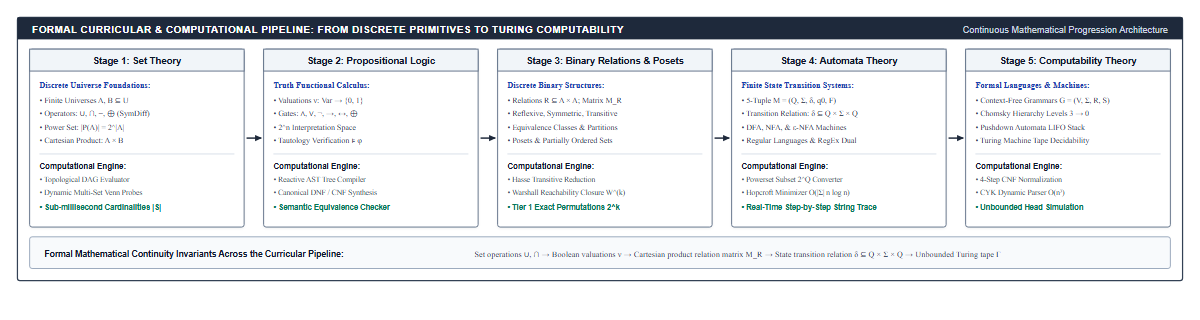 FORMAL CURRICULAR & COMPUTATIONAL PIPELINE: FROM DISCRETE PRIMITIVES TO TURING COMPUTABILITY
Continuous Mathematical Progression Architecture
Stage 1: Set Theory
Discrete Universe Foundations:
• Finite Universes A, B ⊆ U
• Operators: ∪, ∩, ¬, ⊕ (SymDiff)
• Power Set: |P(A)| = 2^|A|
• Cartesian Product: A × B
Computational Engine:
• Topological DAG Evaluator
• Dynamic Multi-Set Venn Probes
• Sub-millisecond Cardinalities |S|
Stage 2: Propositional Logic
Truth Functional Calculus:
• Valuations v: Var → {0, 1}
• Gates: ∧, ∨, ¬, →, ↔, ⊕
• 2^n Interpretation Space
• Tautology Verification ⊧ φ
Computational Engine:
• Reactive AST Tree Compiler
• Canonical DNF / CNF Synthesis
• Semantic Equivalence Checker
Stage 3: Binary Relations & Posets
Discrete Binary Structures:
• Relations R ⊆ A × A; Matrix M_R
• Reflexive, Symmetric, Transitive
• Equivalence Classes & Partitions
• Posets & Partially Ordered Sets
Computational Engine:
• Hasse Transitive Reduction
• Warshall Reachability Closure W^(k)
• Tier 1 Exact Permutations 2^k
Stage 4: Automata Theory
Finite State Transition Systems:
• 5-Tuple M = (Q, Σ, δ, q0, F)
• Transition Relation: δ ⊆ Q × Σ × Q
• DFA, NFA, & ε-NFA Machines
• Regular Languages & RegEx Dual
Computational Engine:
• Powerset Subset 2^Q Converter
• Hopcroft Minimizer O(|Σ| n log n)
• Real-Time Step-by-Step String Trace
Stage 5: Computability Theory
Formal Languages & Machines:
• Context-Free Grammars G = (V, Σ, R, S)
• Chomsky Hierarchy Levels 3 → 0
• Pushdown Automata LIFO Stack
• Turing Machine Tape Decidability
Computational Engine:
• 4-Step CNF Normalization
• CYK Dynamic Parser O(n³)
• Unbounded Head Simulation
Formal Mathematical Continuity Invariants Across the Curricular Pipeline:
Set operations ∪, ∩ → Boolean valuations v → Cartesian product relation matrix M_R → State transition relation δ ⊆ Q × Σ × Q → Unbounded Turing tape Γ